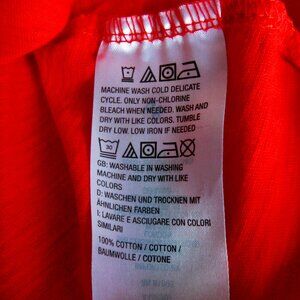 MACHINE WASH COLD DELICATE
CYCLE. ONLY NON-CHLORINE
BLEACH WHEN NEEDED. WASH AND
DRY WITH LIKE COLORS. TUMBLE
DRY LOW. LOW IRON IF NEEDED
30
GB: WASHABLE IN WASHING
MACHINE AND DRY WITH LIKE
COLORS
D: WASCHEN UND TROCKNEN MIT
ÄHNLICHEN FARBEN
I: LAVARE E ASCIUGARE CON COLORI
SIMILARI
100% COTTON / COTTON /
BAUMWOLLE / COTONE